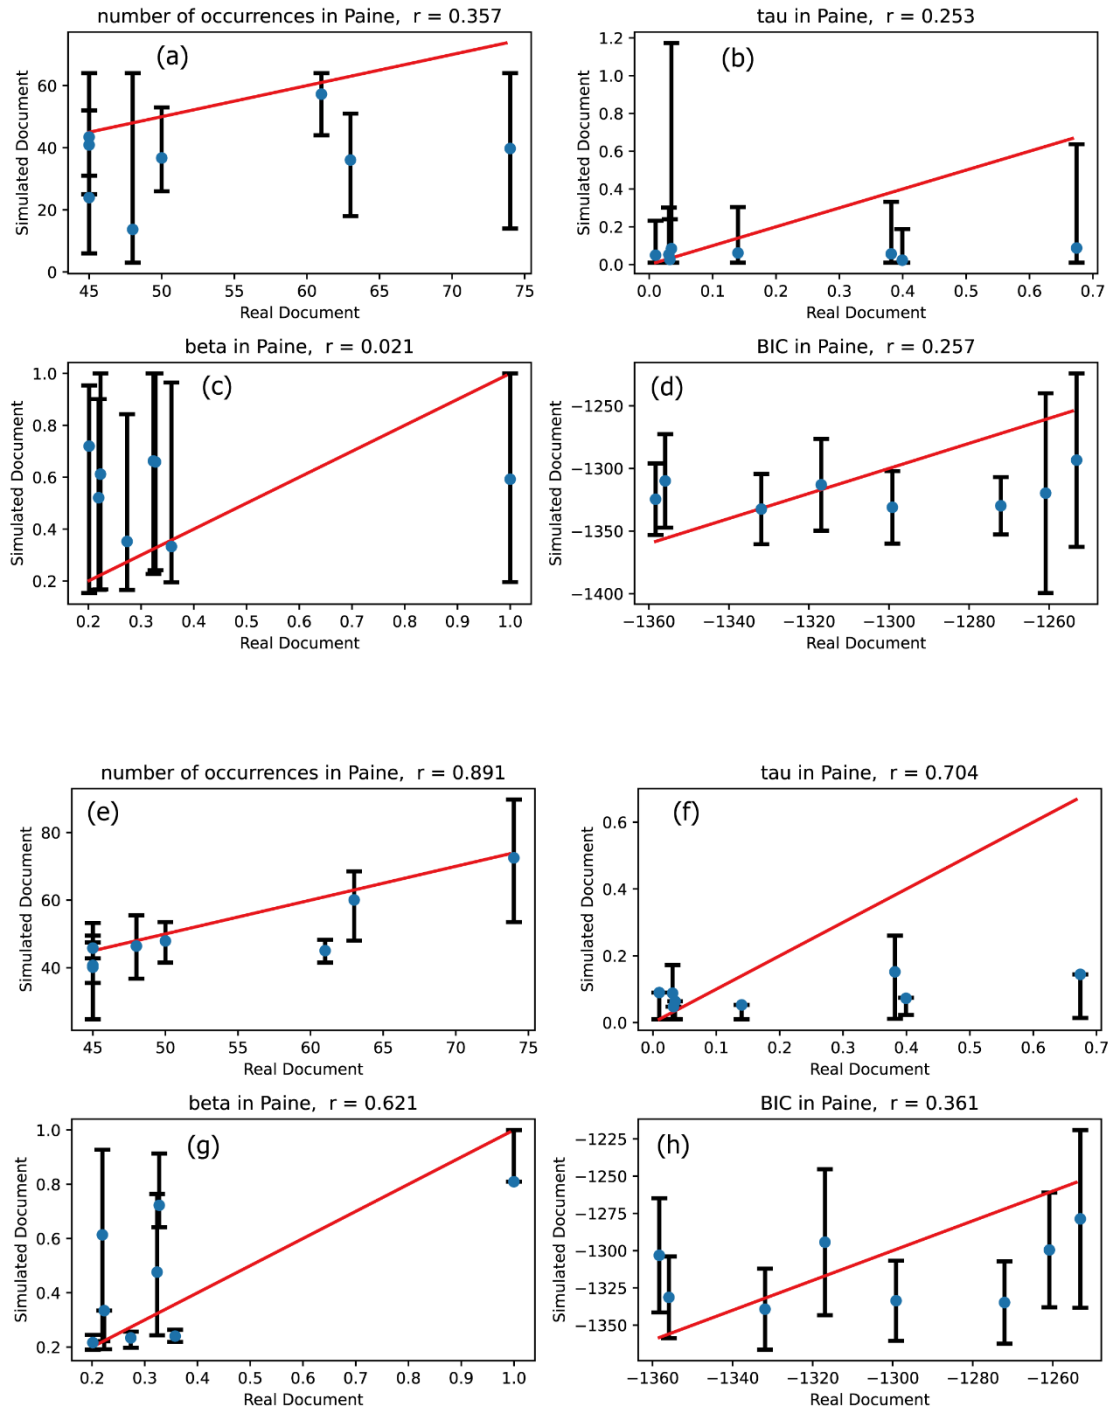 number of occurrences in Paine, r = 0.357
(a)
Simulated Document
60
40
20
0
45 50 55 60 65 70 75
Real Document
tau in Paine, r = 0.253
(b)
Simulated Document
1.2
1.0
0.8
0.6
0.4
0.2
0.0
0.0 0.1 0.2 0.3 0.4 0.5 0.6 0.7
Real Document
beta in Paine, r = 0.021
(c)
Simulated Document
1.0
0.8
0.6
0.4
0.2
0.2 0.3 0.4 0.5 0.6 0.7 0.8 0.9 1.0
Real Document
BIC in Paine, r = 0.257
(d)
Simulated Document
−1250
−1300
−1350
−1400
−1360 −1340 −1320 −1300 −1280 −1260
Real Document
number of occurrences in Paine, r = 0.891
(e)
Simulated Document
80
60
40
45 50 55 60 65 70 75
Real Document
tau in Paine, r = 0.704
(f)
Simulated Document
0.6
0.4
0.2
0.0
0.0 0.1 0.2 0.3 0.4 0.5 0.6 0.7
Real Document
beta in Paine, r = 0.621
(g)
Simulated Document
1.0
0.8
0.6
0.4
0.2
0.2 0.3 0.4 0.5 0.6 0.7 0.8 0.9 1.0
Real Document
BIC in Paine, r = 0.361
(h)
Simulated Document
−1225
−1250
−1275
−1300
−1325
−1350
−1360 −1340 −1320 −1300 −1280 −1260
Real Document